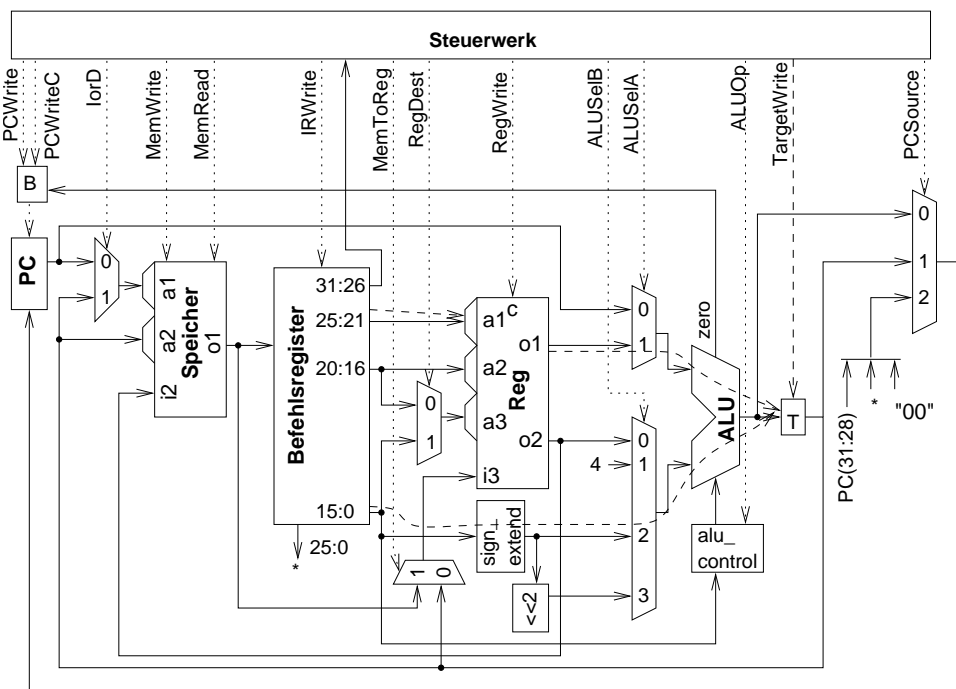 Steuerwerk
PCWrite
PCWriteC
IorD
MemWrite
MemRead
IRWrite
MemToReg
RegDest
RegWrite
ALUSelB
ALUSelA
ALUOp
TargetWrite
PCSource
B
PC
0
1
a1
a2
i2
o1
Speicher
Befehlsregister
31:26
25:21
20:16
15:0
25:0
*
0
1
a1
c
a2
a3
i3
o1
o2
Reg
1
0
sign_
extend
<<2
0
1
0
1
2
3
4
zero
ALU
alu_
control
T
0
1
2
PC(31:28)
*
"00"